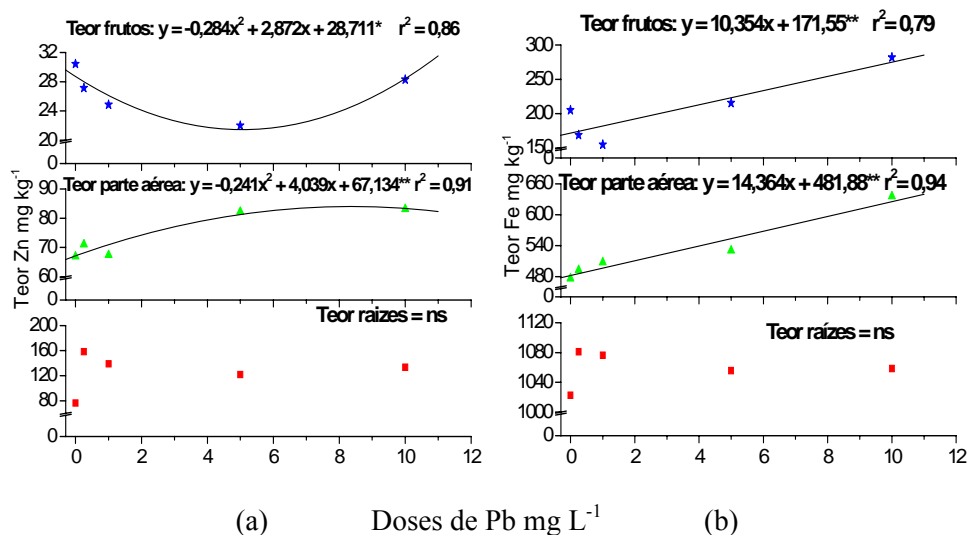 Teor frutos: y = -0,284x² + 2,872x + 28,711* r² = 0,86
32
28
24
20
0
Teor parte aérea: y = -0,241x² + 4,039x + 67,134** r² = 0,91
90
80
70
60
0
Teor Zn mg kg⁻¹
Teor raizes = ns
200
160
120
80
0
0 2 4 6 8 10 12
Teor frutos: y = 10,354x + 171,55** r² = 0,79
300
250
200
150
0
Teor parte aérea: y = 14,364x + 481,88** r² = 0,94
660
600
540
480
0
Teor Fe mg kg⁻¹
Teor raízes = ns
1120
1080
1040
1000
0
0 2 4 6 8 10 12
(a) Doses de Pb mg L⁻¹ (b)